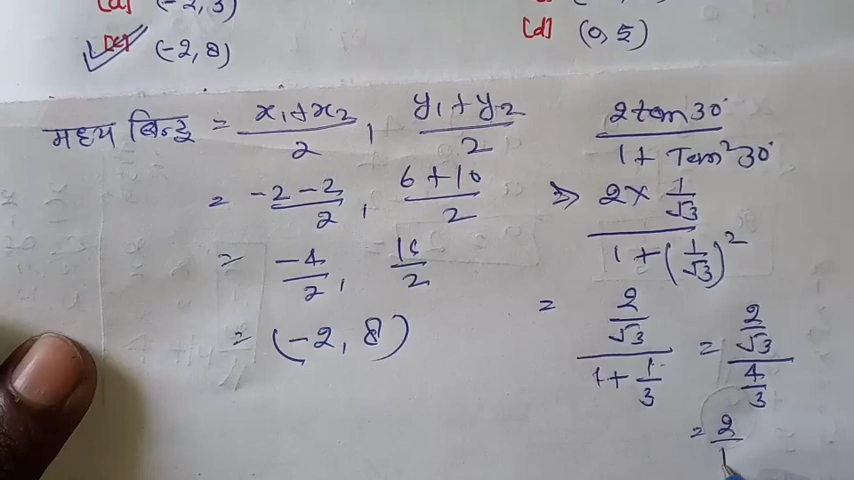 [a] (-2, 3)
[c] (-2, 8)
[d] (0, 5)
मध्य बिन्दु = x₁+x₂/2, y₁+y₂/2
= -2-2/2, 6+10/2
= -4/2, 16/2
= (-2, 8)
2tan30°/1+Tan²30°
⇒ 2×1/√3/1+(1/√3)²
= 2/√3/1+1/3 = 2/√3/4/3
= 2/